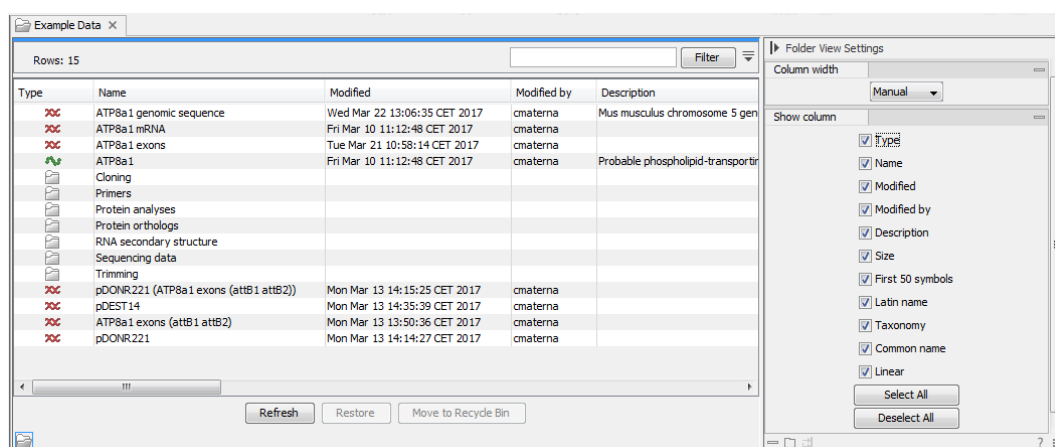 Example Data
Rows: 15
Filter
Type Name Modified Modified by Description
ATP8a1 genomic sequence Wed Mar 22 13:06:35 CET 2017 cmaterna Mus musculus chromosome 5 gen
ATP8a1 mRNA Fri Mar 10 11:12:48 CET 2017 cmaterna
ATP8a1 exons Tue Mar 21 10:58:14 CET 2017 cmaterna
ATP8a1 Fri Mar 10 11:12:48 CET 2017 cmaterna Probable phospholipid-transportin
Cloning
Primers
Protein analyses
Protein orthologs
RNA secondary structure
Sequencing data
Trimming
pDONR221 (ATP8a1 exons (attB1 attB2)) Mon Mar 13 14:15:25 CET 2017 cmaterna
pDEST14 Mon Mar 13 14:35:39 CET 2017 cmaterna
ATP8a1 exons (attB1 attB2) Mon Mar 13 13:50:36 CET 2017 cmaterna
pDONR221 Mon Mar 13 14:14:27 CET 2017 cmaterna
Refresh Restore Move to Recycle Bin
Folder View Settings
Column width
Manual
Show column
Type
Name
Modified
Modified by
Description
Size
First 50 symbols
Latin name
Taxonomy
Common name
Linear
Select All
Deselect All
?